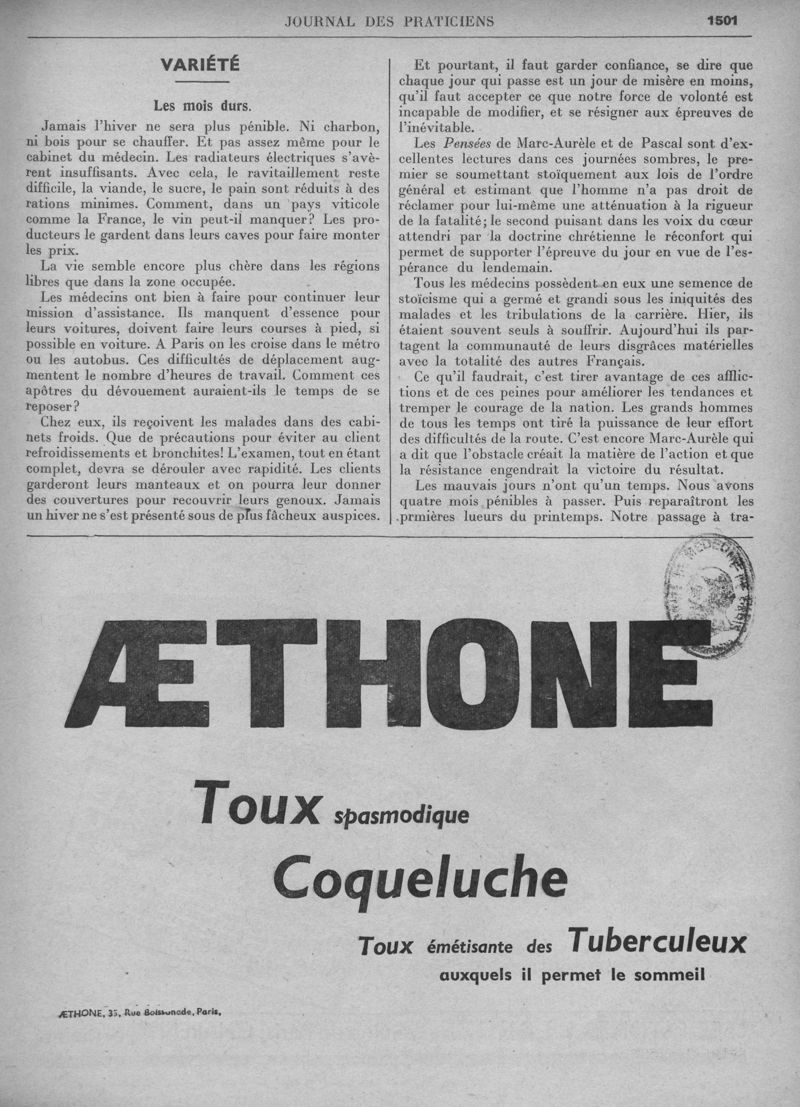 JOURNAL DES PRATICIENS
1501
VARIÉTÉ
Les mois durs.
Jamais l'hiver ne sera plus pénible. Ni charbon,
ni bois pour se chauffer. Et pas assez même pour le
cabinet du médecin. Les radiateurs électriques s'avè-
rent insuffisants. Avec cela, le ravitaillement reste
difficile, la viande, le sucre, le pain sont réduits à des
rations minimes. Comment, dans un pays viticole
comme la France, le vin peut-il manquer? Les pro-
ducteurs le gardent dans leurs caves pour faire monter
les prix.
La vie semble encore plus chère dans les régions
libres que dans la zone occupée.
Les médecins ont bien à faire pour continuer leur
mission d'assistance. Ils manquent d'essence pour
leurs voitures, doivent faire leurs courses à pied, si
possible en voiture. A Paris on les croise dans le métro
ou les autobus. Ces difficultés de déplacement aug-
mentent le nombre d'heures de travail. Comment ces
apôtres du dévouement auraient-ils le temps de se
reposer?
Chez eux, ils reçoivent les malades dans des cabi-
nets froids. Que de précautions pour éviter au client
refroidissements et bronchites! L'examen, tout en étant
complet, devra se dérouler avec rapidité. Les clients
garderont leurs manteaux et on pourra leur donner
des couvertures pour recouvrir leurs genoux. Jamais
un hiver ne s'est présenté sous de plus fâcheux auspices.
Et pourtant, il faut garder confiance, se dire que
chaque jour qui passe est un jour de misère en moins,
qu'il faut accepter ce que notre force de volonté est
incapable de modifier, et se résigner aux épreuves de
l'inévitable.
Les Pensées de Marc-Aurèle et de Pascal sont d'ex-
cellentes lectures dans ces journées sombres, le pre-
mier se soumettant stoïquement aux lois de l'ordre
général et estimant que l'homme n'a pas droit de
réclamer pour lui-même une atténuation à la rigueur
de la fatalité; le second puisant dans les voix du cœur
attendri par la doctrine chrétienne le réconfort qui
permet de supporter l'épreuve du jour en vue de l'es-
pérance du lendemain.
Tous les médecins possèdent en eux une semence de
stoïcisme qui a germé et grandi sous les iniquités des
malades et les tribulations de la carrière. Hier, ils
étaient souvent seuls à souffrir. Aujourd'hui ils par-
tagent la communauté de leurs disgrâces matérielles
avec la totalité des autres Français.
Ce qu'il faudrait, c'est tirer avantage de ces afflic-
tions et de ces peines pour améliorer les tendances et
tremper le courage de la nation. Les grands hommes
de tous les temps ont tiré la puissance de leur effort
des difficultés de la route. C'est encore Marc-Aurèle qui
a dit que l'obstacle créait la matière de l'action et que
la résistance engendrait la victoire du résultat.
Les mauvais jours n'ont qu'un temps. Nous avons
quatre mois pénibles à passer. Puis reparaîtront les
.prmières lueurs du printemps. Notre passage à tra-
ÆTHONE
Toux spasmodique
Coqueluche
Toux émétisante des Tuberculeux
auxquels il permet le sommeil
ÆTHONE, 35, Rue Boissonade, Paris.